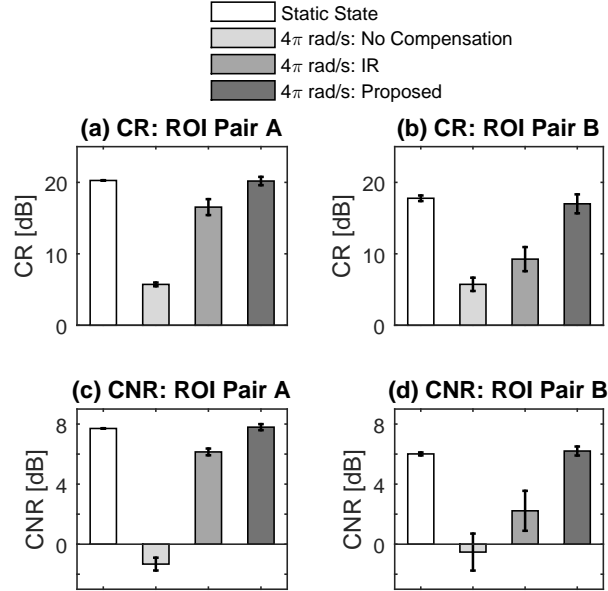 Static State
4π rad/s: No Compensation
4π rad/s: IR
4π rad/s: Proposed
(a) CR: ROI Pair A
CR [dB]
20
10
0
(b) CR: ROI Pair B
CR [dB]
20
10
0
(c) CNR: ROI Pair A
CNR [dB]
8
4
0
(d) CNR: ROI Pair B
CNR [dB]
8
4
0